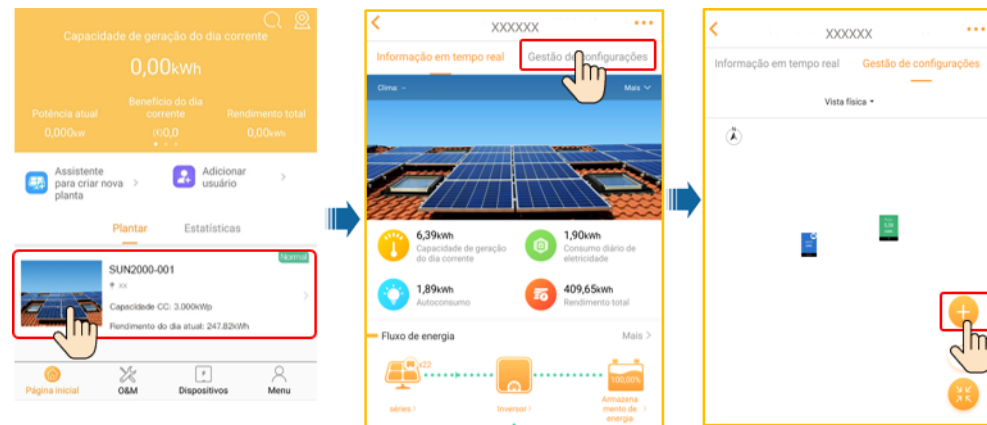 Capacidade de geração do dia corrente
0,00kWh
Potência atual
Benefício do dia
corrente
Rendimento total
0,000kw
(€)0,0
0,00kWh
Assistente
para criar nova
planta
Adicionar
usuário
Plantar
Estatísticas
SUN2000-001
Normal
xx
Capacidade CC: 3.000kWp
Rendimento do dia atual: 247.82kWh
Página inicial
O&M
Dispositivos
Menu
XXXXXX
Informação em tempo real
Gestão de configurações
Clima: --
Mais
6,39kWh
Capacidade de geração
do dia corrente
1,90kWh
Consumo diário de
eletricidade
1,89kWh
Autoconsumo
409,65kWh
Rendimento total
Fluxo de energia
Mais >
x22
100,00%
séries >
Inversor >
Armazena
mento de
energia
XXXXXX
Informação em tempo real
Gestão de configurações
Vista física